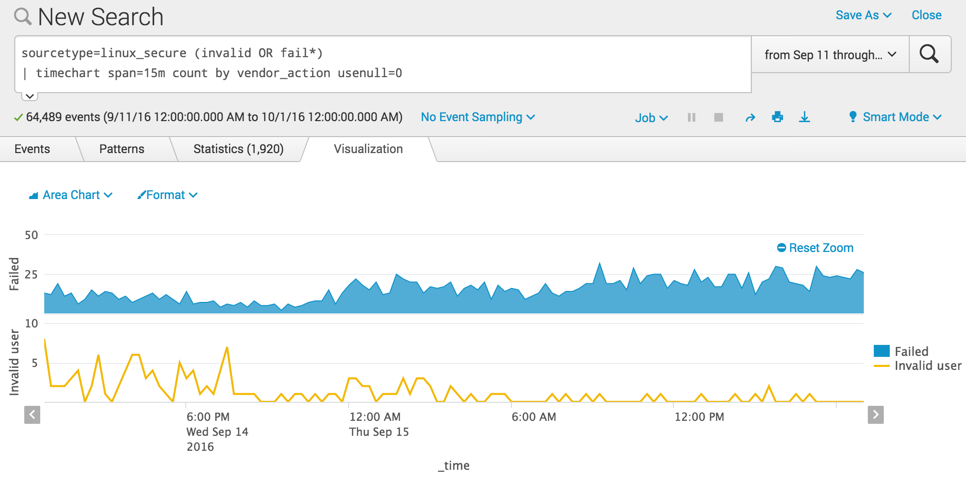 New Search
Save As
Close
sourcetype=linux_secure (invalid OR fail*)
| timechart span=15m count by vendor_action usenull=0
from Sep 11 through...
64,489 events (9/11/16 12:00:00.000 AM to 10/1/16 12:00:00.000 AM)
No Event Sampling
Job
Smart Mode
Events
Patterns
Statistics (1,920)
Visualization
Area Chart
Format
Reset Zoom
Failed
50
25
Invalid user
10
5
Failed
Invalid user
6:00 PM
Wed Sep 14
2016
12:00 AM
Thu Sep 15
6:00 AM
12:00 PM
_time